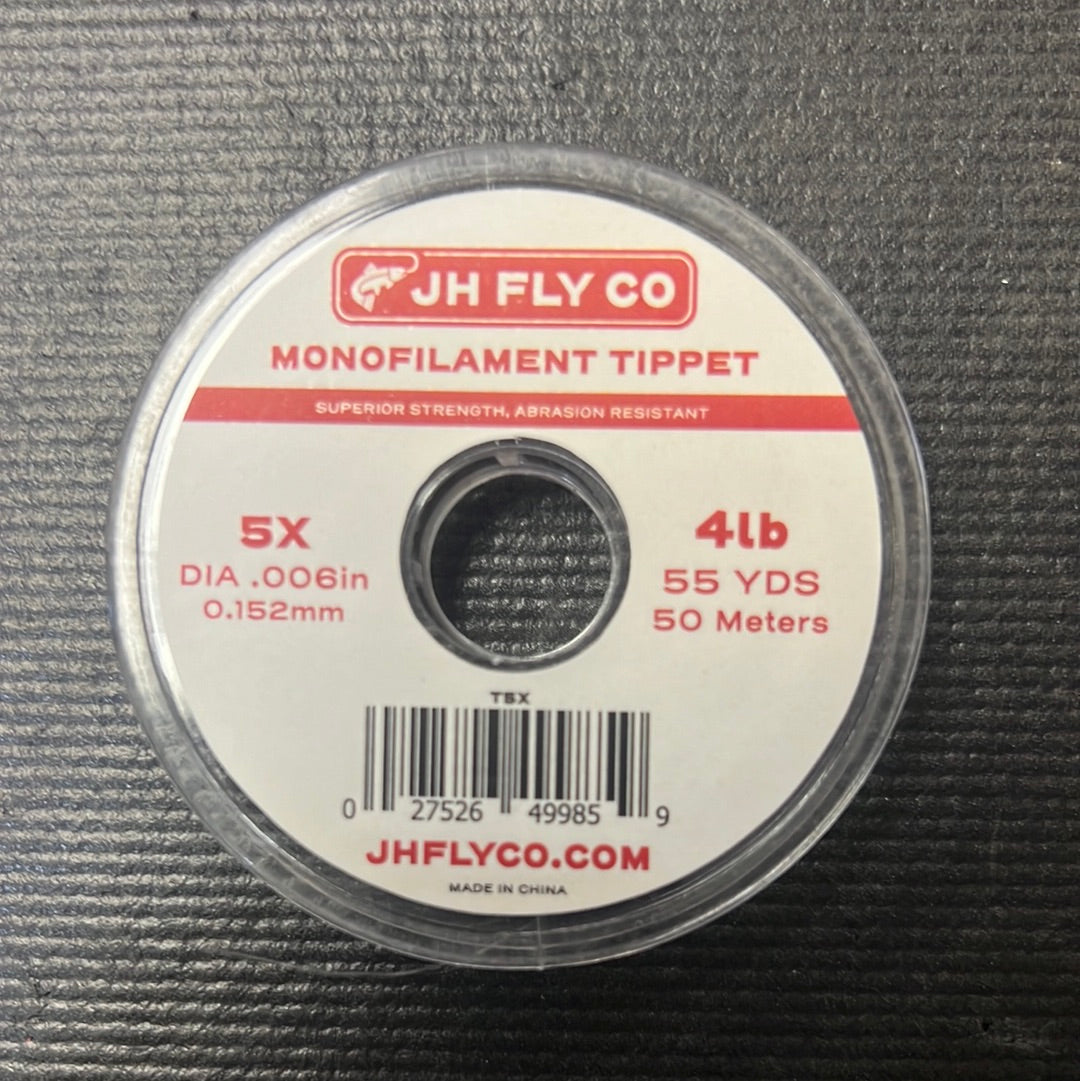 JH FLY CO
MONOFILAMENT TIPPET
SUPERIOR STRENGTH, ABRASION RESISTANT
5X
DIA .006in
0.152mm
4lb
55 YDS
50 Meters
T5X
0 27526 49985 9
JHFLYCO.COM
MADE IN CHINA